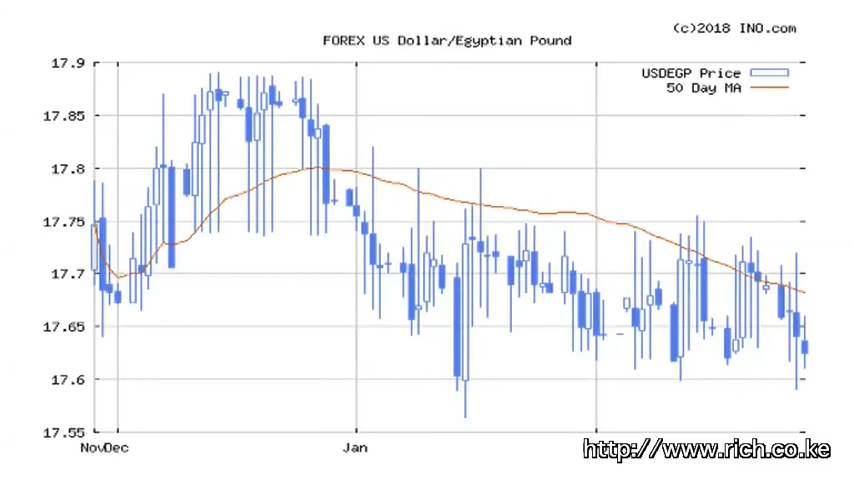 (c)2018 INO.com
FOREX US Dollar/Egyptian Pound
USDEGP Price
50 Day MA
17.9
17.85
17.8
17.75
17.7
17.65
17.6
17.55
NovDec
Jan
http://www.rich.co.ke